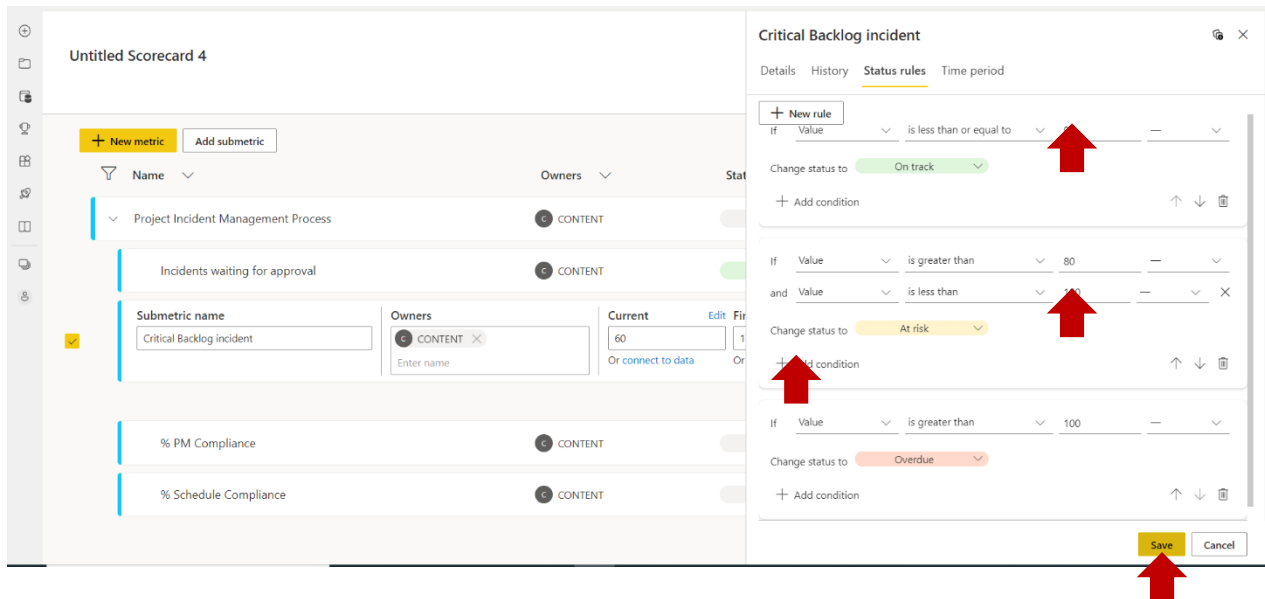 Untitled Scorecard 4
New metric
Add submetric
Name
Owners
Stat
Project Incident Management Process
C CONTENT
Incidents waiting for approval
C CONTENT
Submetric name
Owners
Current
Edit
Fin
Critical Backlog incident
C CONTENT
60
1
Enter name
Or connect to data
Or
% PM Compliance
C CONTENT
% Schedule Compliance
C CONTENT
Critical Backlog incident
Details History Status rules Time period
New rule
If Value is less than or equal to
Change status to On track
Add condition
If Value is greater than 80
and Value is less than
Change status to At risk
condition
If Value is greater than 100
Change status to Overdue
Add condition
Save
Cancel